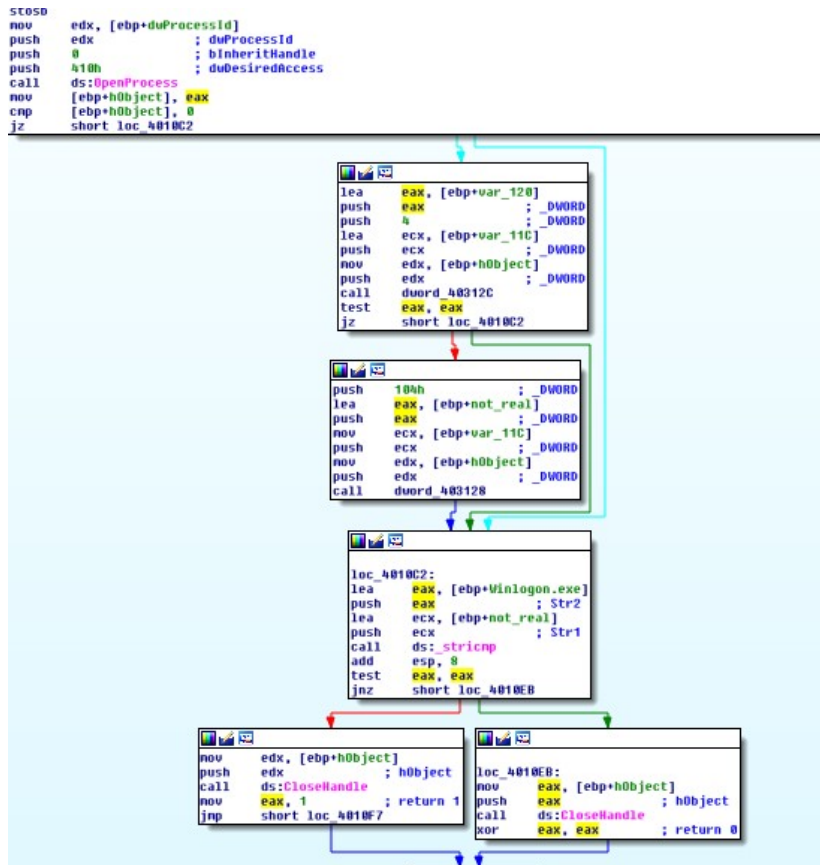 stosd
mov edx, [ebp+dwProcessId]
push edx ; dwProcessId
push 0 ; bInheritHandle
push 410h ; dwDesiredAccess
call ds:OpenProcess
mov [ebp+hObject], eax
cmp [ebp+hObject], 0
jz short loc_4010C2
lea eax, [ebp+var_120]
push eax ; _DWORD
push 4 ; _DWORD
lea ecx, [ebp+var_11C]
push ecx ; _DWORD
mov edx, [ebp+hObject]
push edx ; _DWORD
call dword_40312C
test eax, eax
jz short loc_4010C2
push 104h ; _DWORD
lea eax, [ebp+not_real]
push eax ; _DWORD
mov ecx, [ebp+var_11C]
push ecx ; _DWORD
mov edx, [ebp+hObject]
push edx ; _DWORD
call dword_403128
loc_4010C2:
lea eax, [ebp+Winlogon.exe]
push eax ; Str2
lea ecx, [ebp+not_real]
push ecx ; Str1
call ds:_stricmp
add esp, 8
test eax, eax
jnz short loc_4010EB
mov edx, [ebp+hObject]
push edx ; hObject
call ds:CloseHandle
mov eax, 1 ; return 1
jmp short loc_4010F7
loc_4010EB:
mov eax, [ebp+hObject]
push eax ; hObject
call ds:CloseHandle
xor eax, eax ; return 0